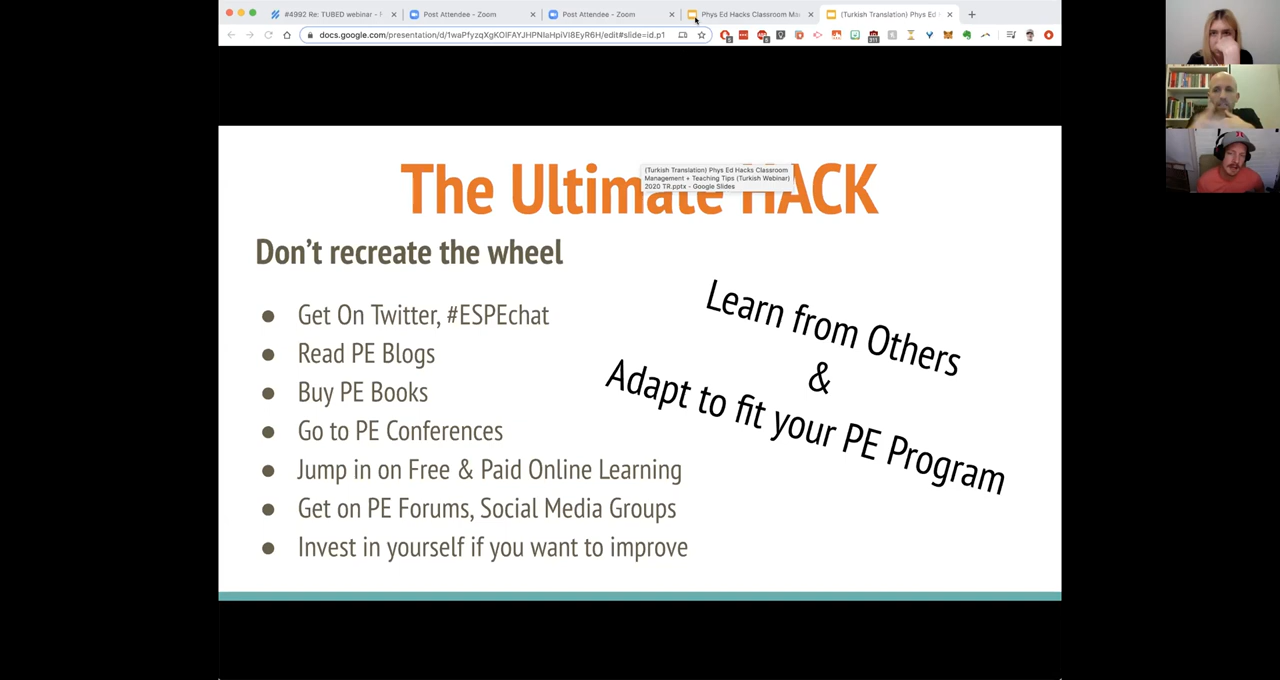 #4992 Re: TUBED webinar -
Post Attendee - Zoom
Post Attendee - Zoom
Phys Ed Hacks Classroom Ma
(Turkish Translation) Phys Ed
docs.google.com/presentation/d/1waPfyzqXgKOlFAYJHPNlaHpiVI8EyR6H/edit#slide=id.p1
The Ultimate HACK
(Turkish Translation) Phys Ed Hacks Classroom
Management + Teaching Tips (Turkish Webinar)
2020 TR.pptx - Google Slides
Don't recreate the wheel
● Get On Twitter, #ESPEchat
● Read PE Blogs
● Buy PE Books
● Go to PE Conferences
● Jump in on Free & Paid Online Learning
● Get on PE Forums, Social Media Groups
● Invest in yourself if you want to improve
Learn from Others
&
Adapt to fit your PE Program